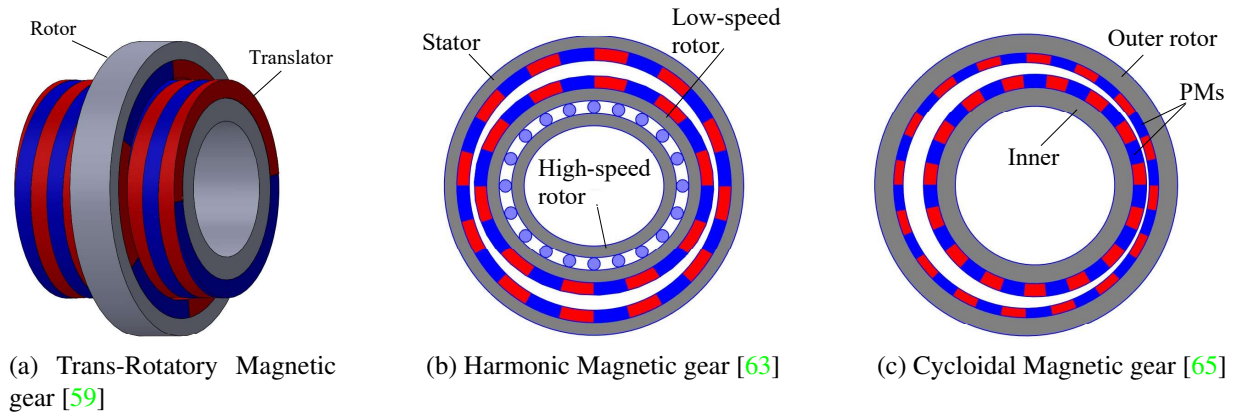 Rotor
Translator
Stator
Low-speed
rotor
High-speed
rotor
Outer rotor
PMs
Inner
(a) Trans-Rotatory Magnetic
gear [59]
(b) Harmonic Magnetic gear [63]
(c) Cycloidal Magnetic gear [65]